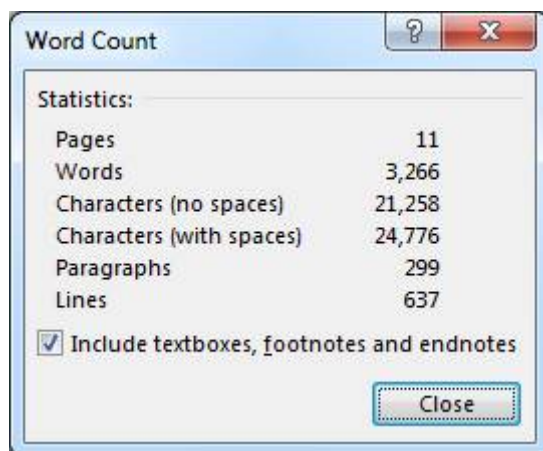 Word Count
?
X
Statistics:
Pages 11
Words 3,266
Characters (no spaces) 21,258
Characters (with spaces) 24,776
Paragraphs 299
Lines 637
Include textboxes, footnotes and endnotes
Close